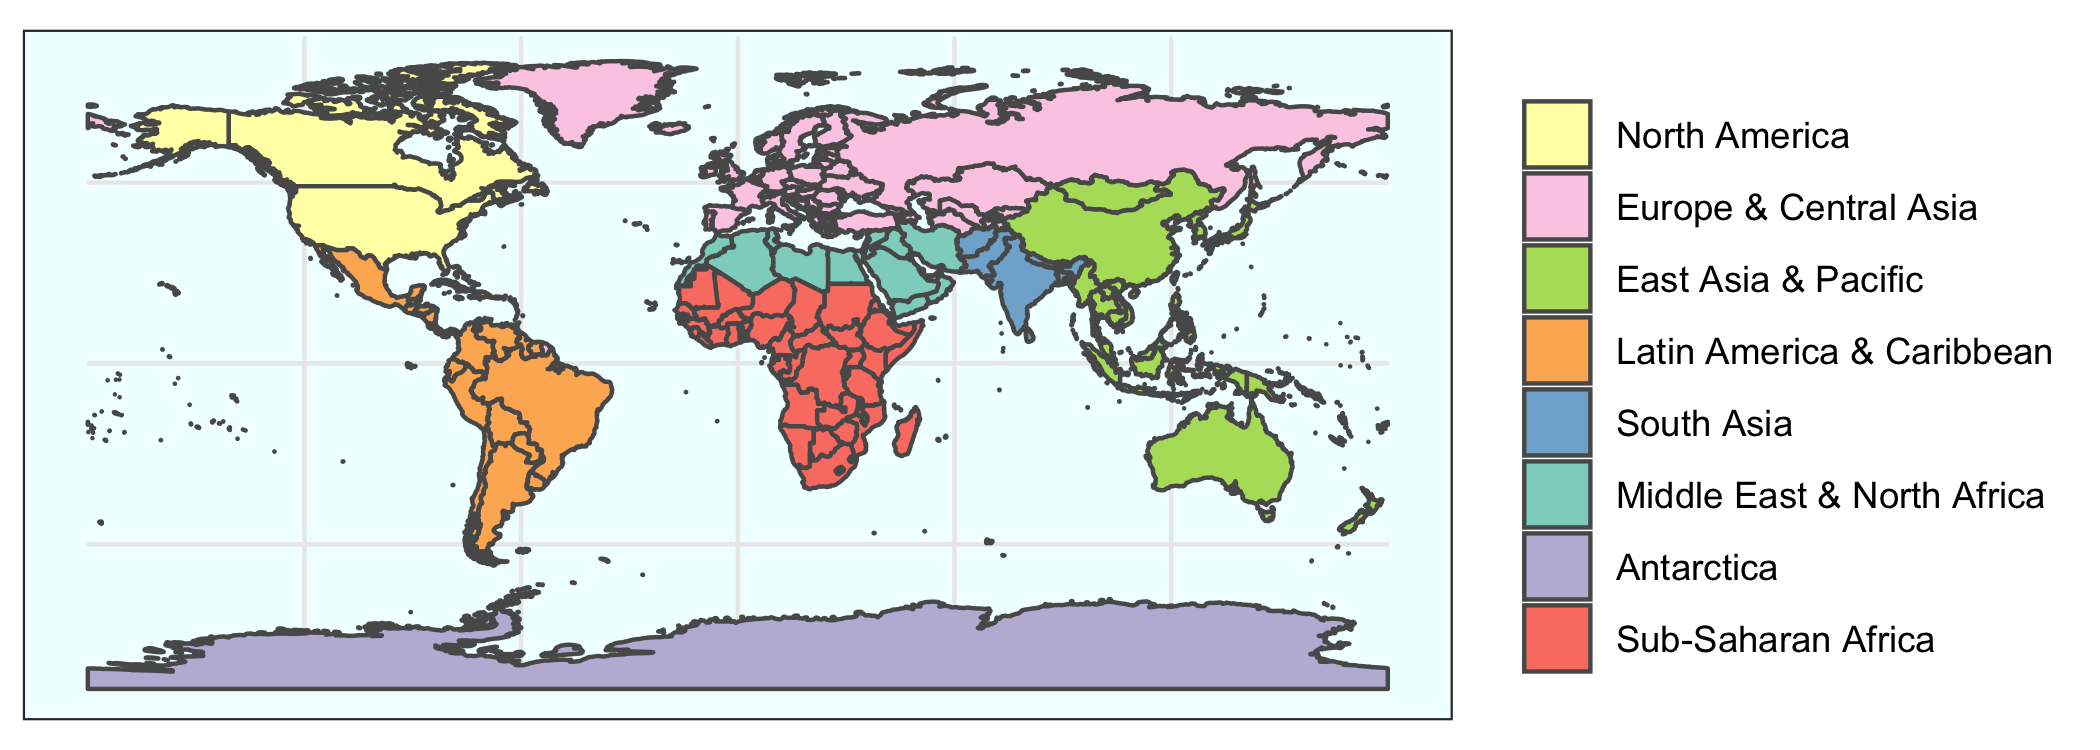 North America
Europe & Central Asia
East Asia & Pacific
Latin America & Caribbean
South Asia
Middle East & North Africa
Antarctica
Sub-Saharan Africa